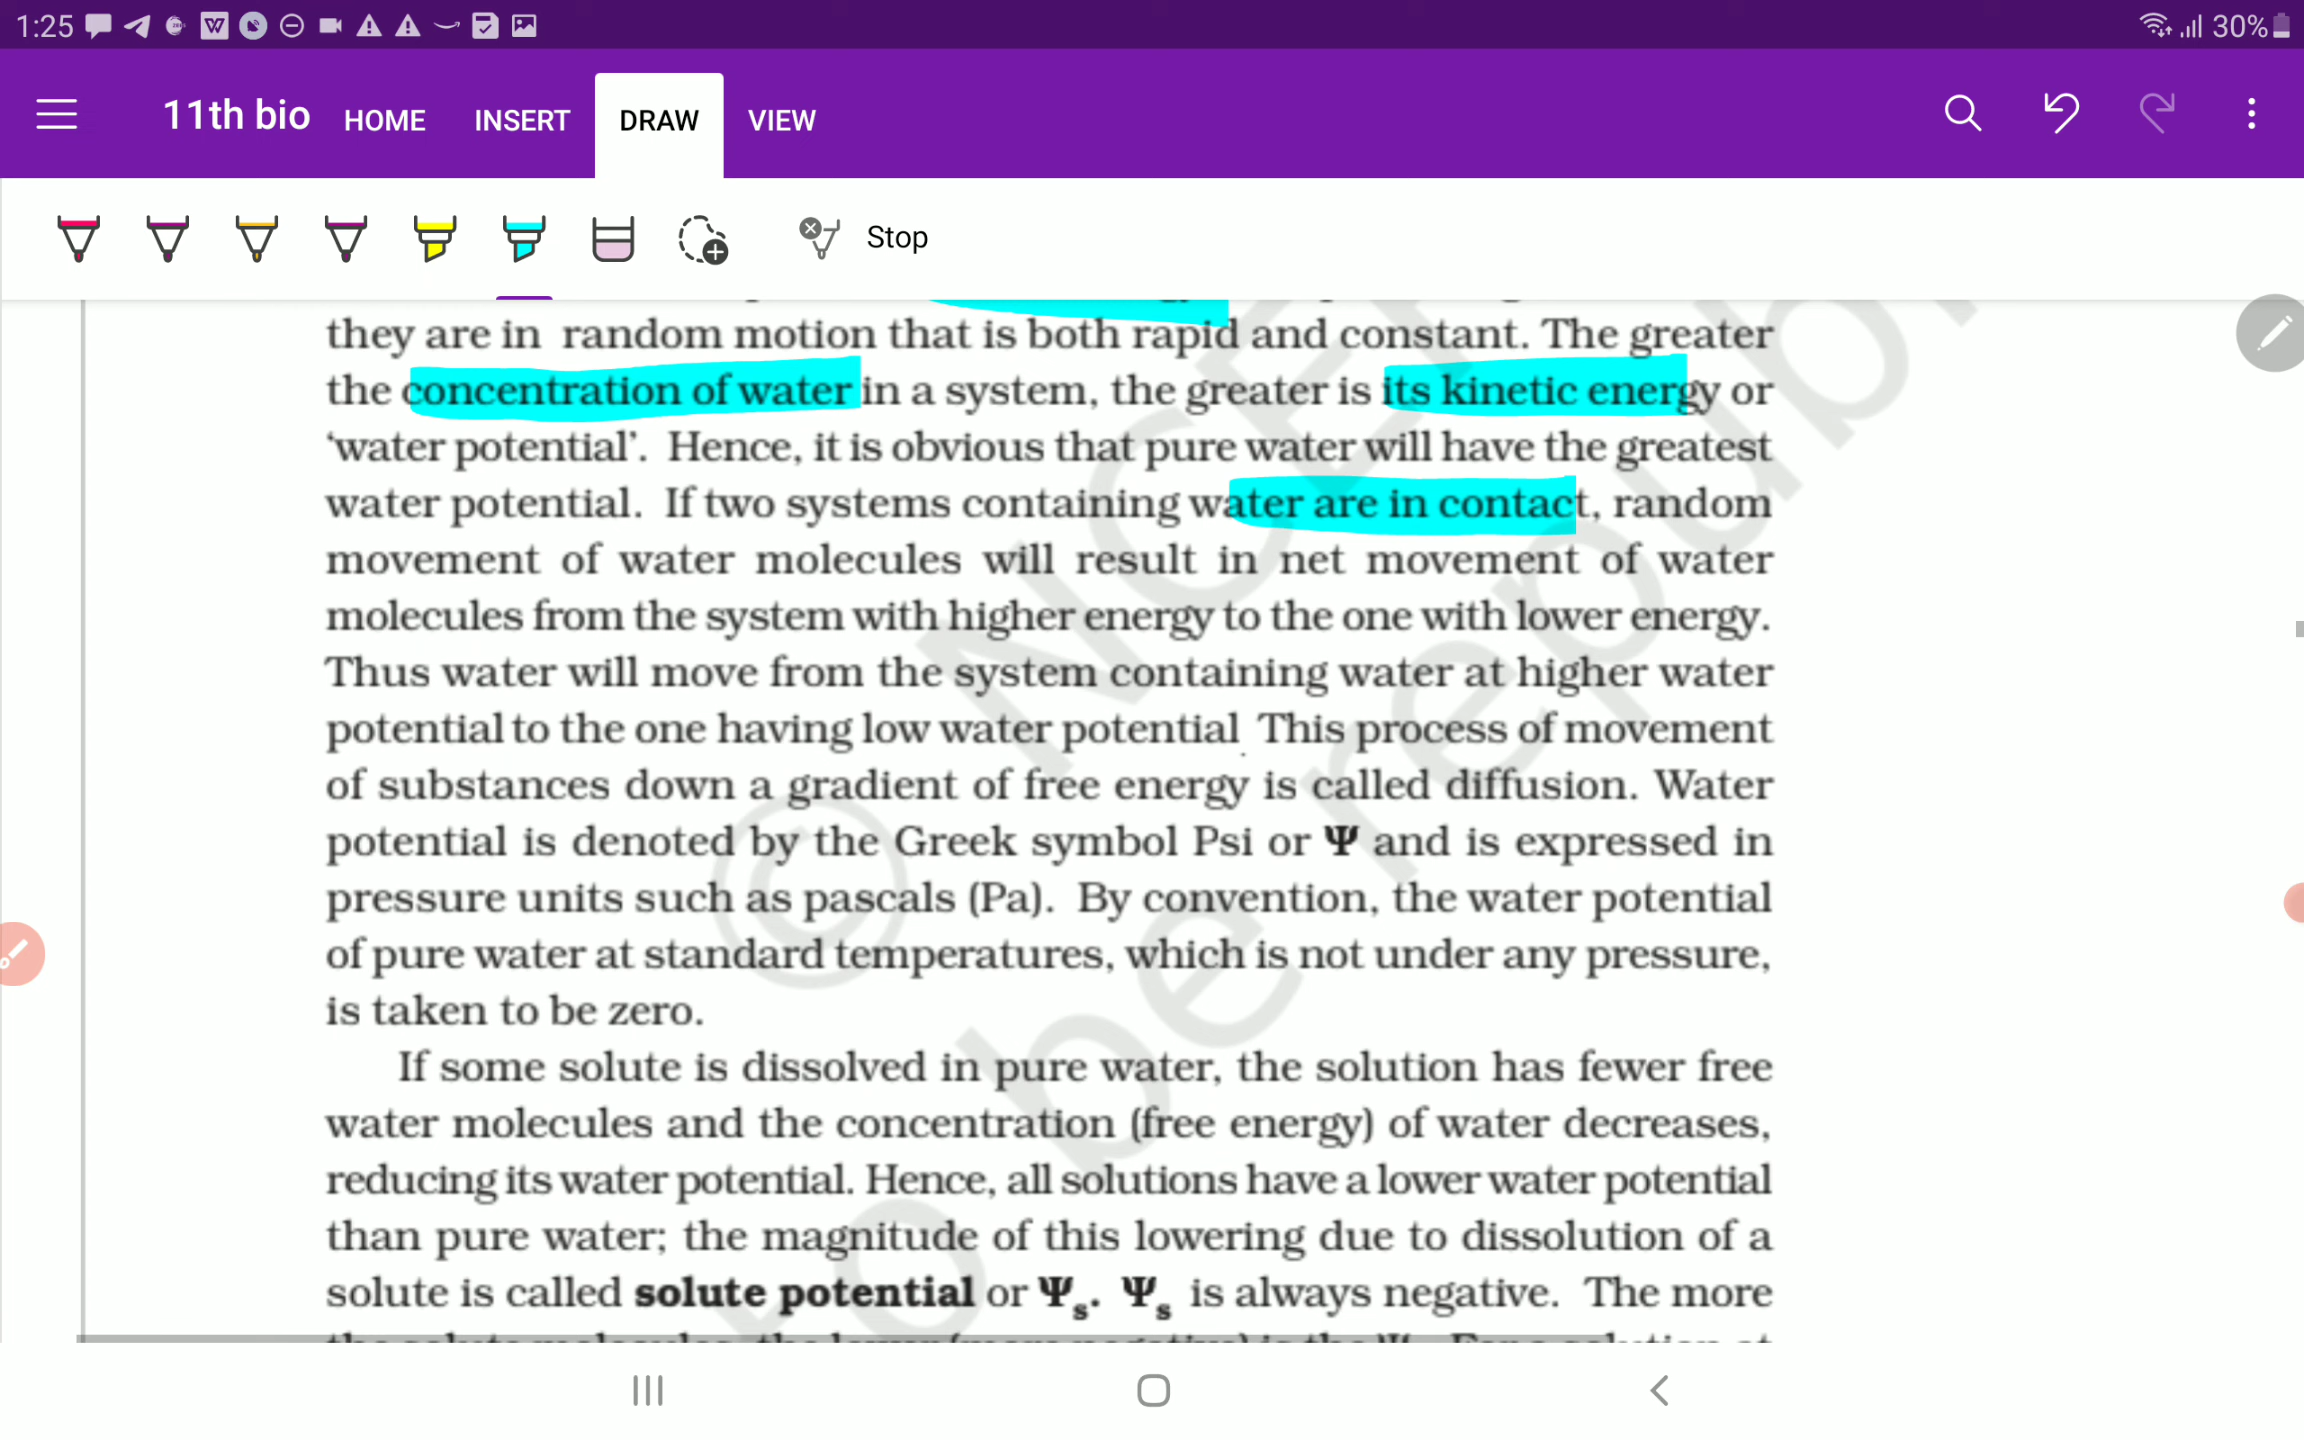 1:25
30%
11th bio HOME INSERT DRAW VIEW
Stop
they are in random motion that is both rapid and constant. The greater
the concentration of water in a system, the greater is its kinetic energy or
‘water potential’. Hence, it is obvious that pure water will have the greatest
water potential. If two systems containing water are in contact, random
movement of water molecules will result in net movement of water
molecules from the system with higher energy to the one with lower energy.
Thus water will move from the system containing water at higher water
potential to the one having low water potential This process of movement
of substances down a gradient of free energy is called diffusion. Water
potential is denoted by the Greek symbol Psi or Ψ and is expressed in
pressure units such as pascals (Pa). By convention, the water potential
of pure water at standard temperatures, which is not under any pressure,
is taken to be zero.
If some solute is dissolved in pure water, the solution has fewer free
water molecules and the concentration (free energy) of water decreases,
reducing its water potential. Hence, all solutions have a lower water potential
than pure water; the magnitude of this lowering due to dissolution of a
solute is called solute potential or Ψs. Ψs is always negative. The more
© NCE
be republ
to